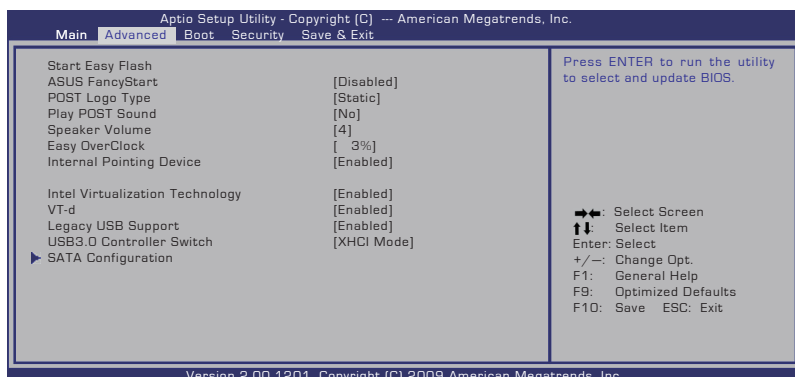 Aptio Setup Utility - Copyright (C) --- American Megatrends, Inc.
Main Advanced Boot Security Save & Exit
Start Easy Flash
ASUS FancyStart [Disabled]
POST Logo Type [Static]
Play POST Sound [No]
Speaker Volume [4]
Easy OverClock [ 3%]
Internal Pointing Device [Enabled]
Intel Virtualization Technology [Enabled]
VT-d [Enabled]
Legacy USB Support [Enabled]
USB3.0 Controller Switch [XHCI Mode]
SATA Configuration
Press ENTER to run the utility
to select and update BIOS.
→←: Select Screen
↑↓: Select Item
Enter: Select
+/—: Change Opt.
F1: General Help
F9: Optimized Defaults
F10: Save ESC: Exit
Version 2.00.1201. Copyright (C) 2009 American Megatrends, Inc.